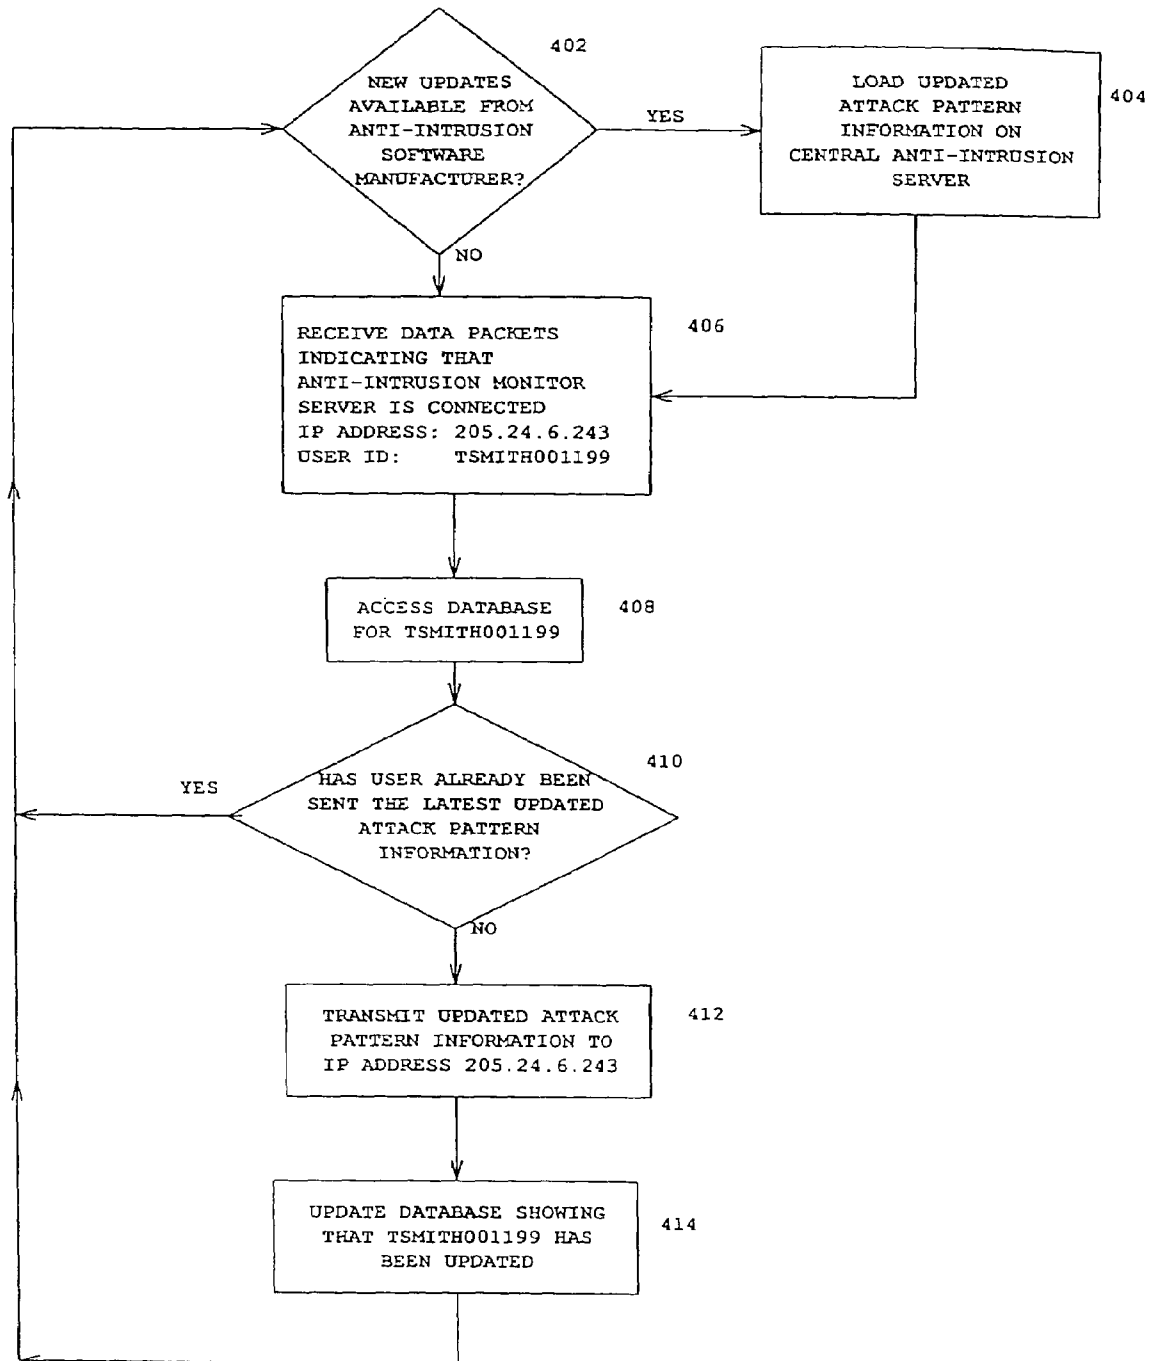 402
NEW UPDATES
AVAILABLE FROM
ANTI-INTRUSION
SOFTWARE
MANUFACTURER?
YES
LOAD UPDATED
ATTACK PATTERN
INFORMATION ON
CENTRAL ANTI-INTRUSION
SERVER
404
NO
RECEIVE DATA PACKETS
INDICATING THAT
ANTI-INTRUSION MONITOR
SERVER IS CONNECTED
IP ADDRESS: 205.24.6.243
USER ID: TSMITH001199
406
ACCESS DATABASE
FOR TSMITH001199
408
HAS USER ALREADY BEEN
SENT THE LATEST UPDATED
ATTACK PATTERN
INFORMATION?
410
YES
NO
TRANSMIT UPDATED ATTACK
PATTERN INFORMATION TO
IP ADDRESS 205.24.6.243
412
UPDATE DATABASE SHOWING
THAT TSMITH001199 HAS
BEEN UPDATED
414